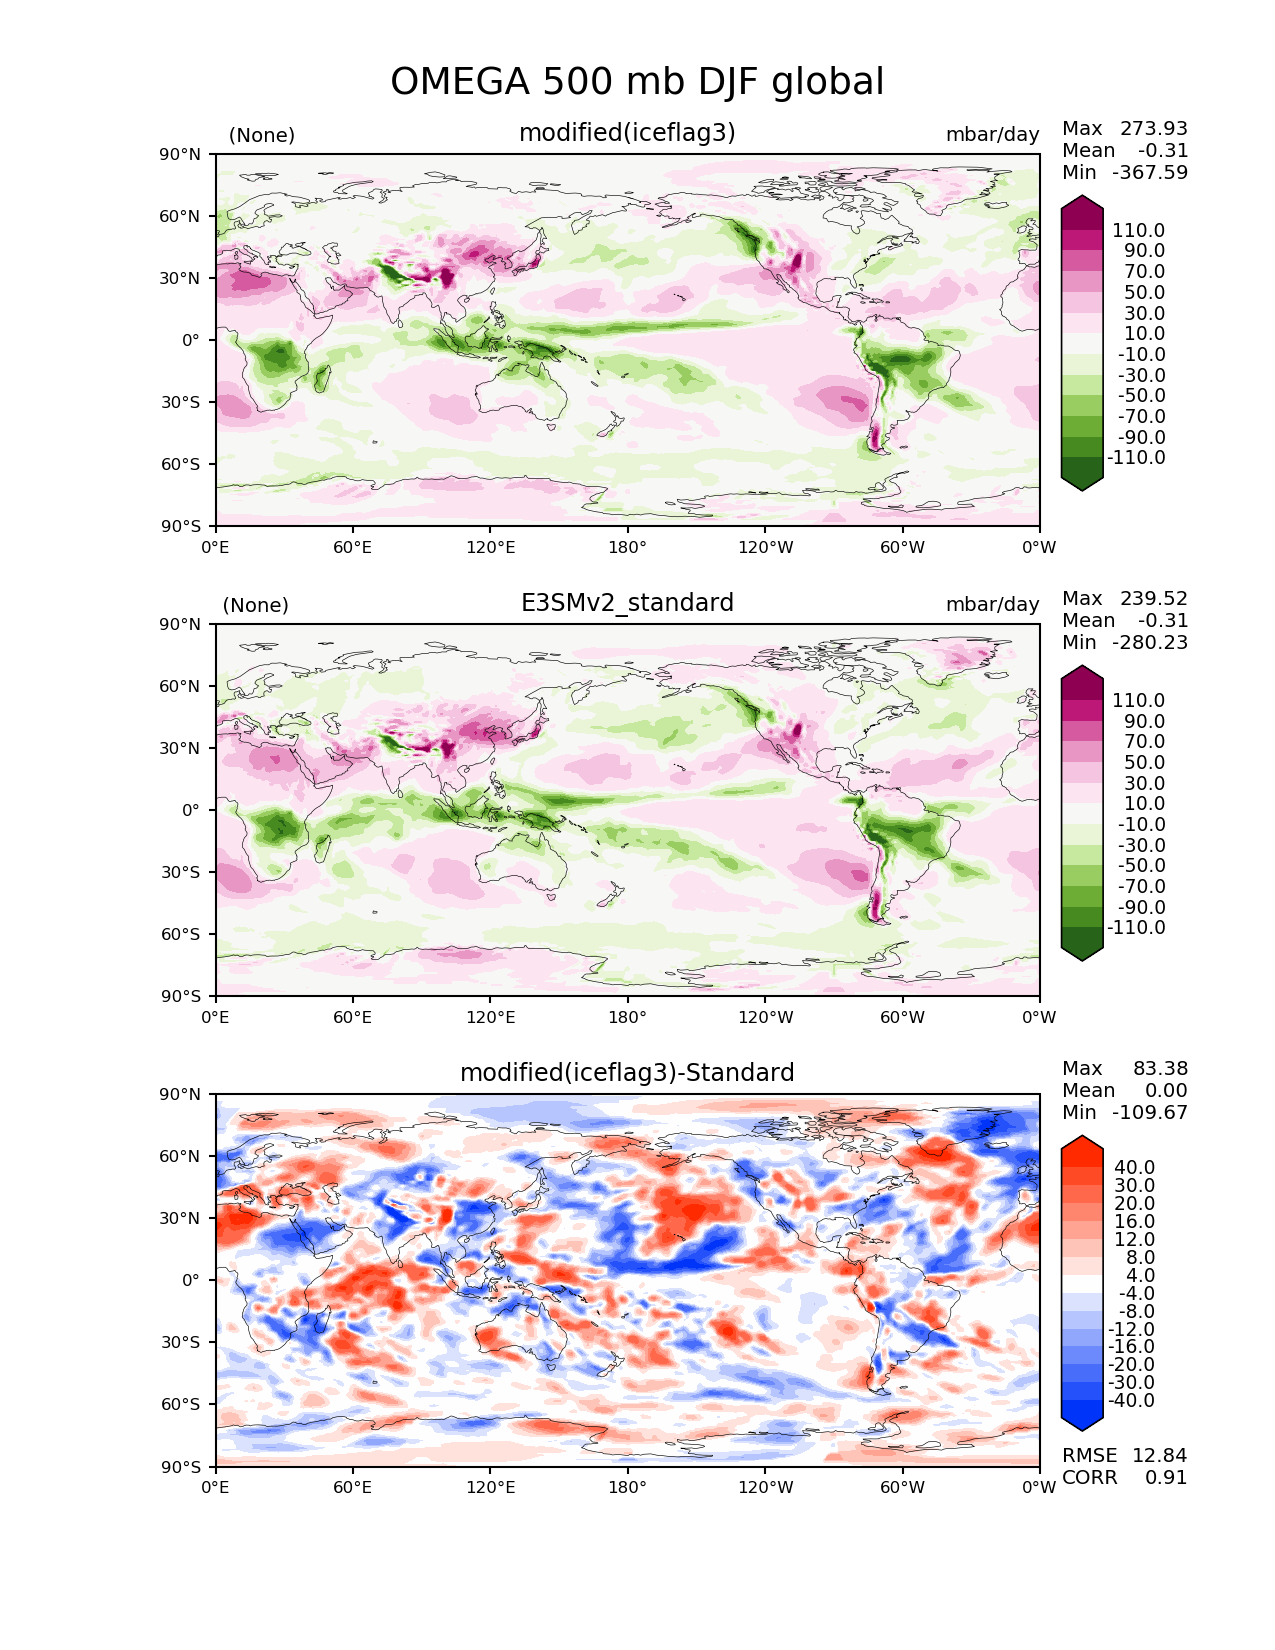 OMEGA 500 mb DJF global
(None) modified(iceflag3) mbar/day
Max 273.93
Mean -0.31
Min -367.59
90°N
60°N
30°N
0°
30°S
60°S
90°S
0°E 60°E 120°E 180° 120°W 60°W 0°W
110.0
90.0
70.0
50.0
30.0
10.0
-10.0
-30.0
-50.0
-70.0
-90.0
-110.0
(None) E3SMv2_standard mbar/day
Max 239.52
Mean -0.31
Min -280.23
90°N
60°N
30°N
0°
30°S
60°S
90°S
0°E 60°E 120°E 180° 120°W 60°W 0°W
110.0
90.0
70.0
50.0
30.0
10.0
-10.0
-30.0
-50.0
-70.0
-90.0
-110.0
modified(iceflag3)-Standard
Max 83.38
Mean 0.00
Min -109.67
90°N
60°N
30°N
0°
30°S
60°S
90°S
0°E 60°E 120°E 180° 120°W 60°W 0°W
40.0
30.0
20.0
16.0
12.0
8.0
4.0
-4.0
-8.0
-12.0
-16.0
-20.0
-30.0
-40.0
RMSE 12.84
CORR 0.91